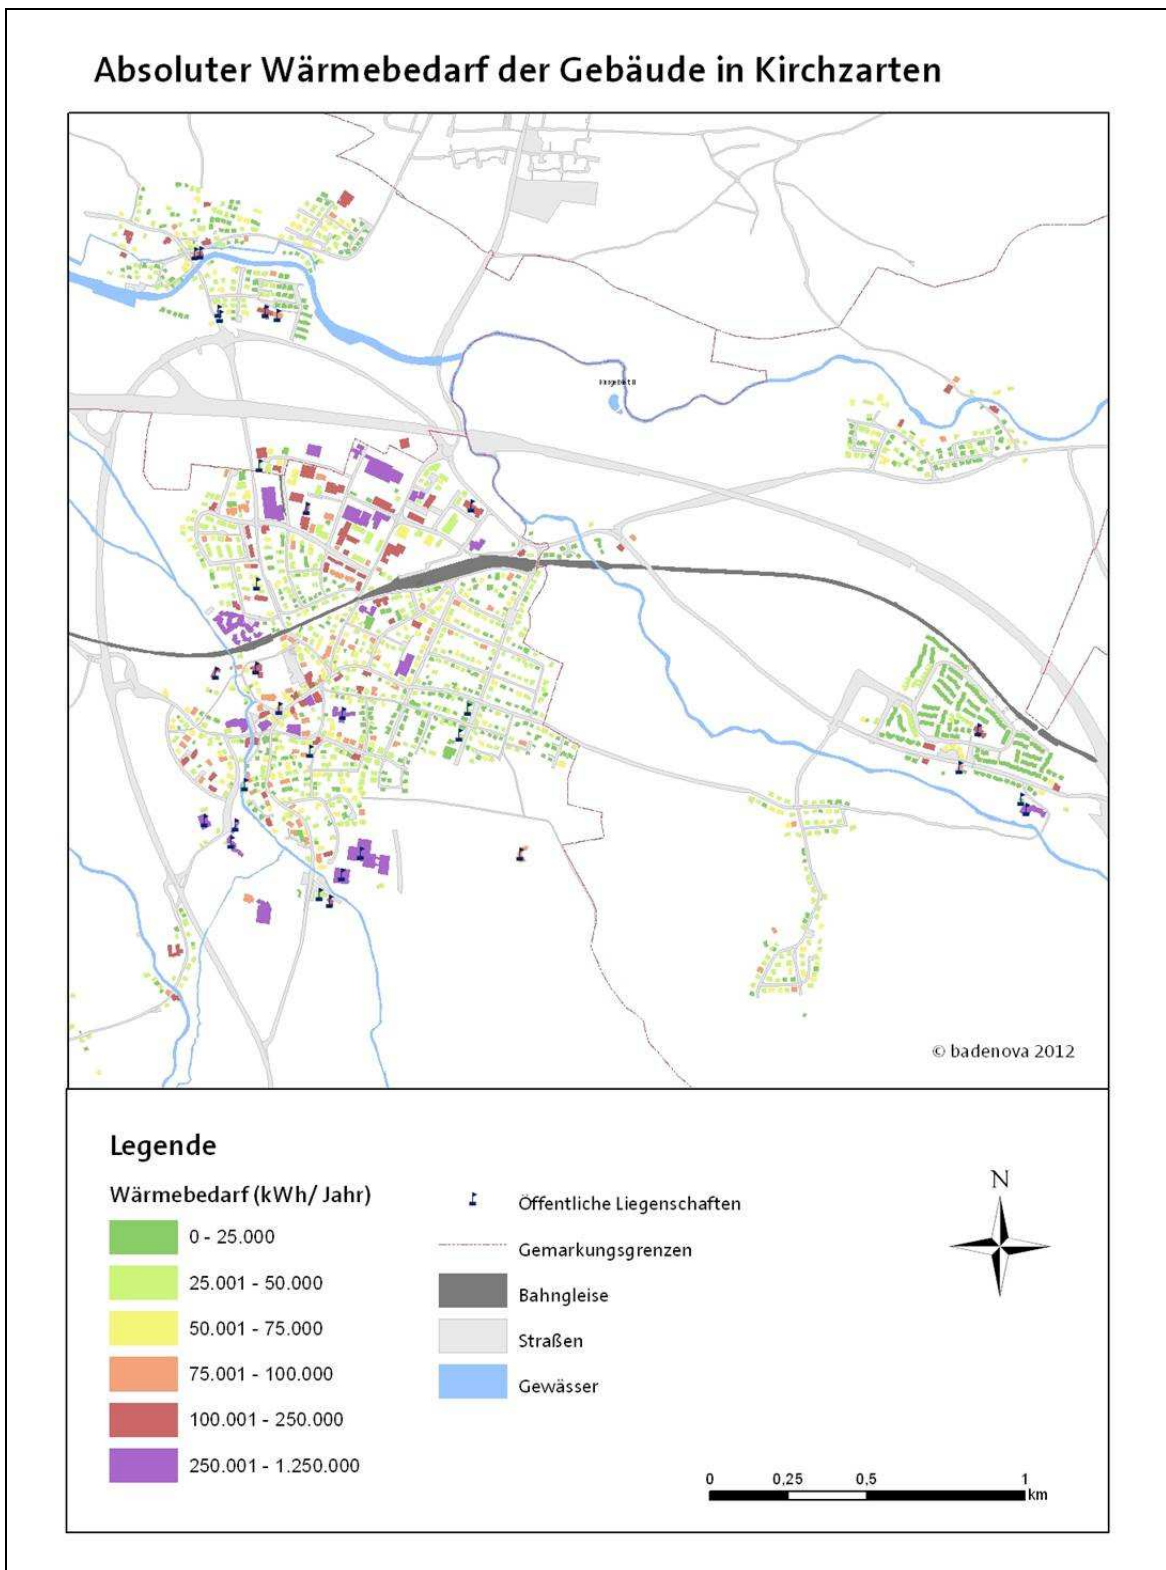 Absoluter Wärmebedarf der Gebäude in Kirchzarten
© badenova 2012
Legende
Wärmebedarf (kWh/ Jahr)
0 - 25.000
25.001 - 50.000
50.001 - 75.000
75.001 - 100.000
100.001 - 250.000
250.001 - 1.250.000
Öffentliche Liegenschaften
Gemarkungsgrenzen
Bahngleise
Straßen
Gewässer
N
0 0,25 0,5 1
km